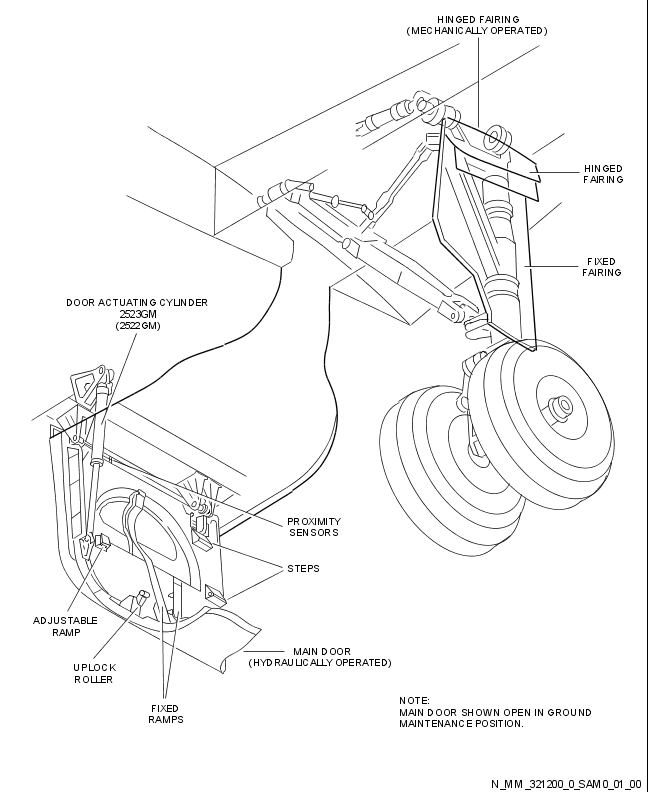 HINGED FAIRING
(MECHANICALLY OPERATED)
HINGED
FAIRING
FIXED
FAIRING
DOOR ACTUATING CYLINDER
2523GM
(2522GM)
PROXIMITY
SENSORS
STEPS
ADJUSTABLE
RAMP
UPLOCK
ROLLER
MAIN DOOR
(HYDRAULICALLY OPERATED)
FIXED
RAMPS
NOTE:
MAIN DOOR SHOWN OPEN IN GROUND
MAINTENANCE POSITION.
N_MM_321200_0_SAM0_01_00